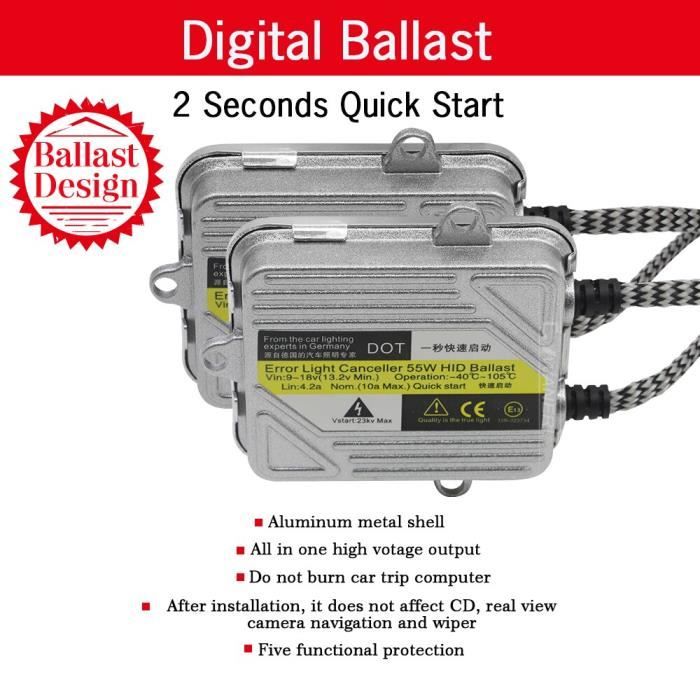 Digital Ballast
2 Seconds Quick Start
Ballast
Design
From the car lighting
experts in Germany
源自德国的汽车照明专家
DOT
一秒快速启动
Error Light Canceller 55W HID Ballast
Vin:9-18v(13.2v Min.) Operation:-40℃-105℃
Lin:4.2a Nom.(10a Max.) Quick start 快速启动
Vstart:23kv Max
CE
E13
Quality is the true light
■ Aluminum metal shell
■ All in one high votage output
■ Do not burn car trip computer
■ After installation, it does not affect CD, real view
camera navigation and wiper
■ Five functional protection